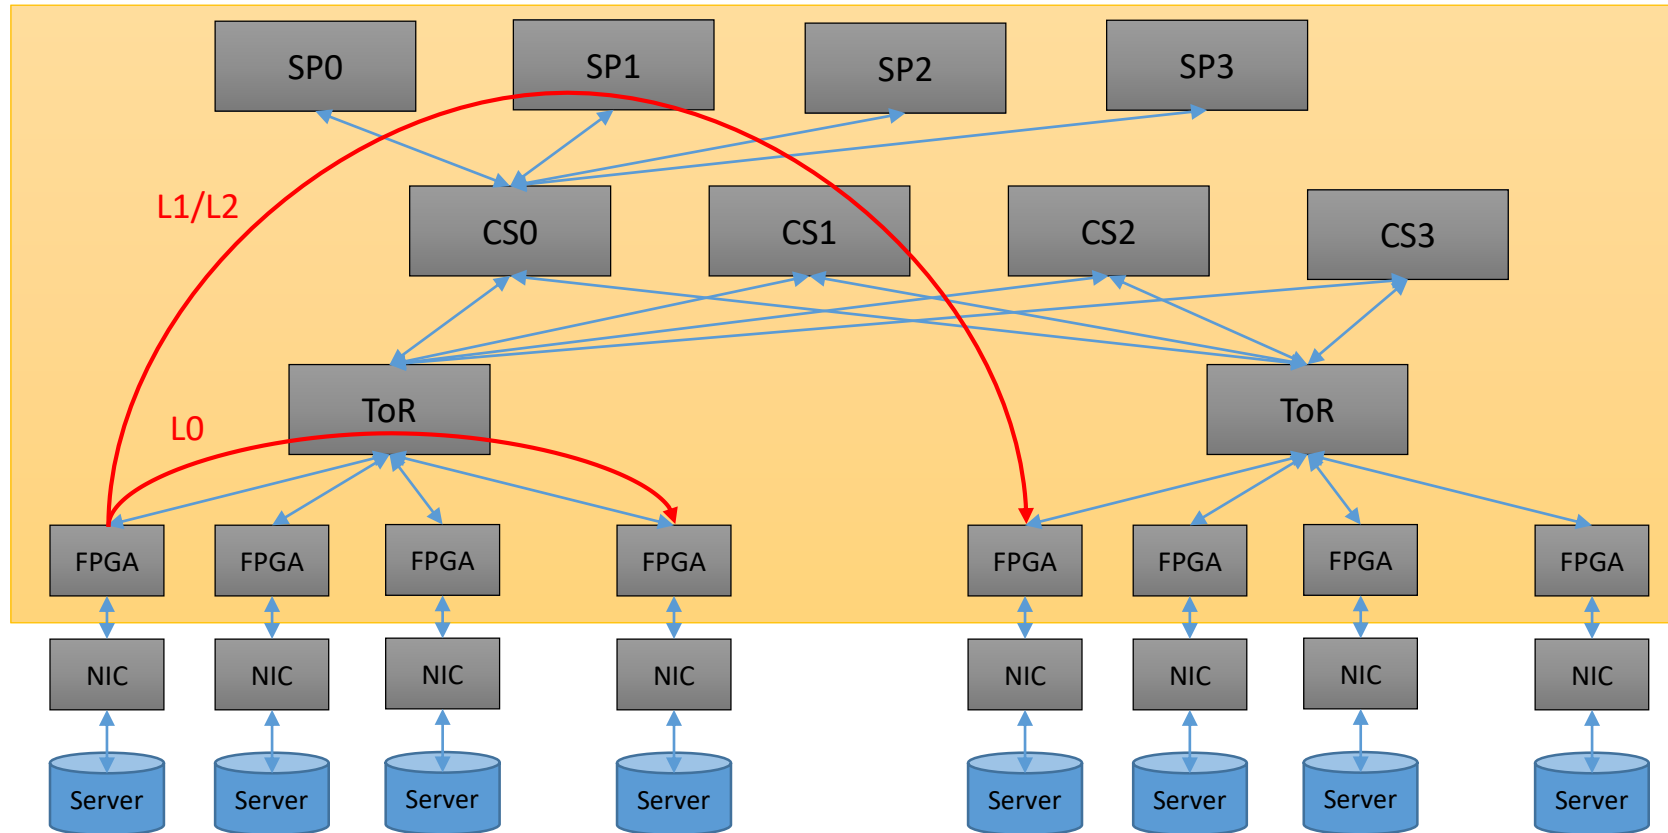 SP0
SP1
SP2
SP3
L1/L2
CS0
CS1
CS2
CS3
L0
ToR
ToR
FPGA
FPGA
FPGA
FPGA
FPGA
FPGA
FPGA
FPGA
NIC
NIC
NIC
NIC
NIC
NIC
NIC
NIC
Server
Server
Server
Server
Server
Server
Server
Server